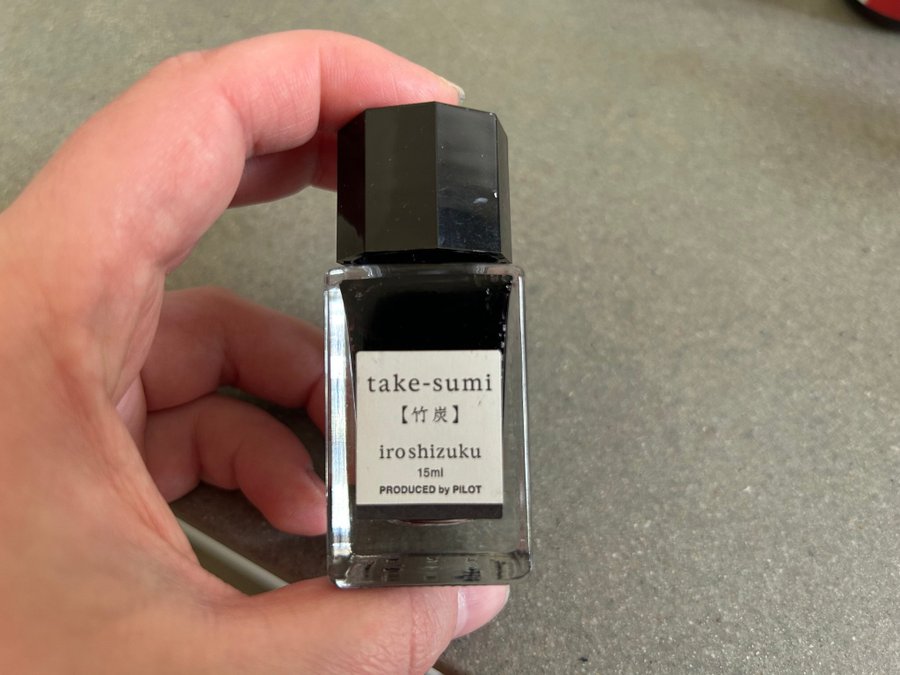 take-sumi
【竹炭】
iroshizuku
15ml
PRODUCED by PILOT